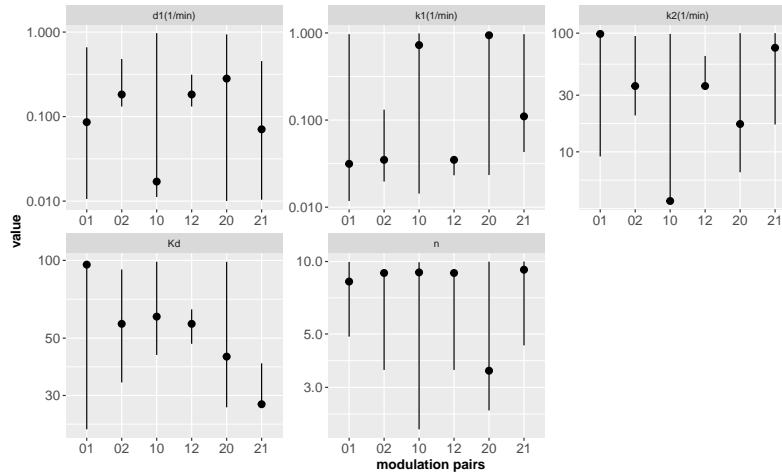 d1(1/min) k1(1/min) k2(1/min)
1.000 1.000 100
0.100 0.100 30
0.010 0.010 10
01 02 10 12 20 21 01 02 10 12 20 21 01 02 10 12 20 21
value
Kd n
100 10.0
50 5.0
30 3.0
01 02 10 12 20 21 01 02 10 12 20 21
modulation pairs